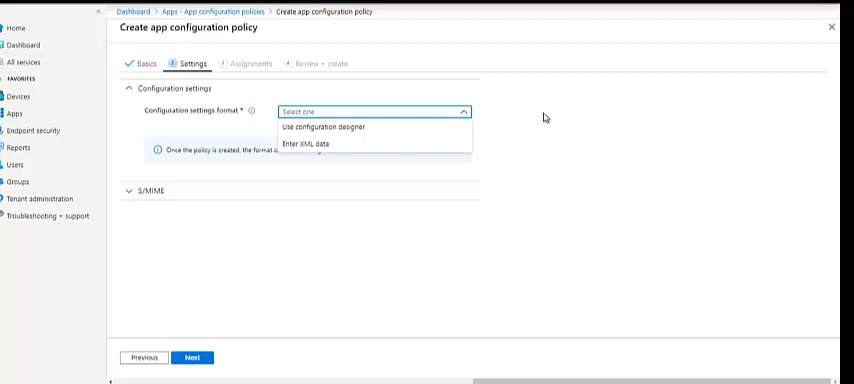 « Dashboard > Apps - App configuration policies > Create app configuration policy
Create app configuration policy
Home
Dashboard
All services
FAVORITES
Devices
Apps
Endpoint security
Reports
Users
Groups
Tenant administration
Troubleshooting + support
Basics 2 Settings 3 Assignments 4 Review + create
Configuration settings
Configuration settings format *
Select one
Use configuration designer
Enter XML data
Once the policy is created, the format c
S/MIME
Previous Next